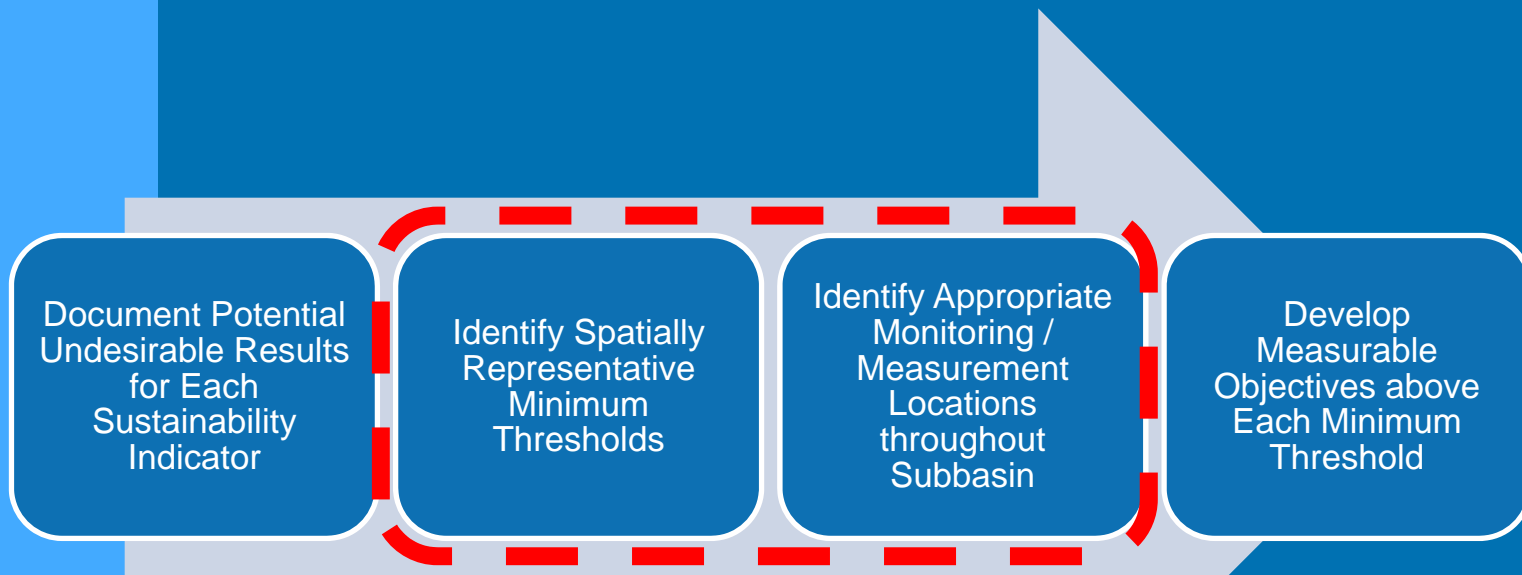 Document Potential
Undesirable Results
for Each
Sustainability
Indicator
Identify Spatially
Representative
Minimum
Thresholds
Identify Appropriate
Monitoring /
Measurement
Locations
throughout
Subbasin
Develop
Measurable
Objectives above
Each Minimum
Threshold